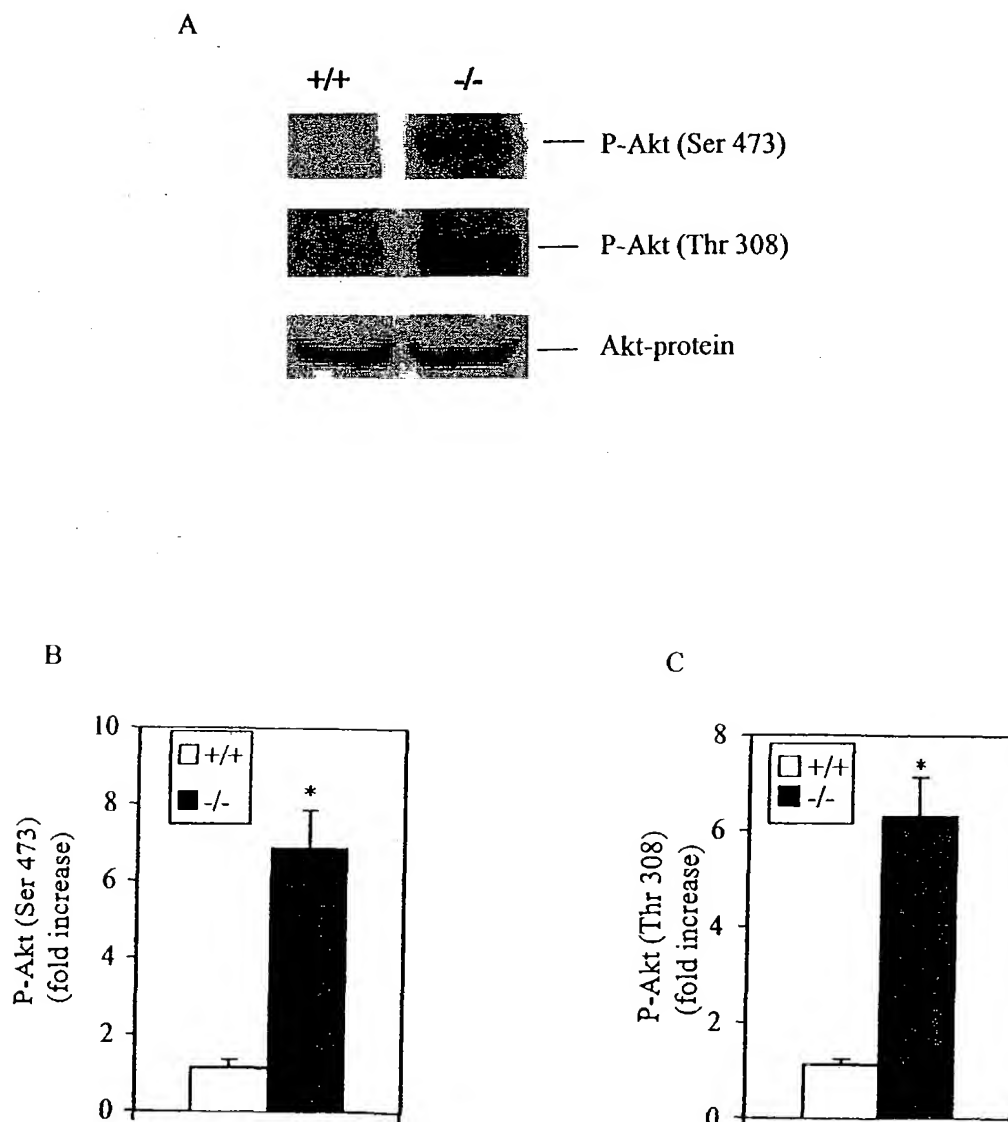 A
+/+ -/-
P-Akt (Ser 473)
P-Akt (Thr 308)
Akt-protein
B
P-Akt (Ser 473)
(fold increase)
10
8
6
4
2
0
+/+
-/-
*
C
P-Akt (Thr 308)
(fold increase)
8
6
4
2
0
+/+
-/-
*